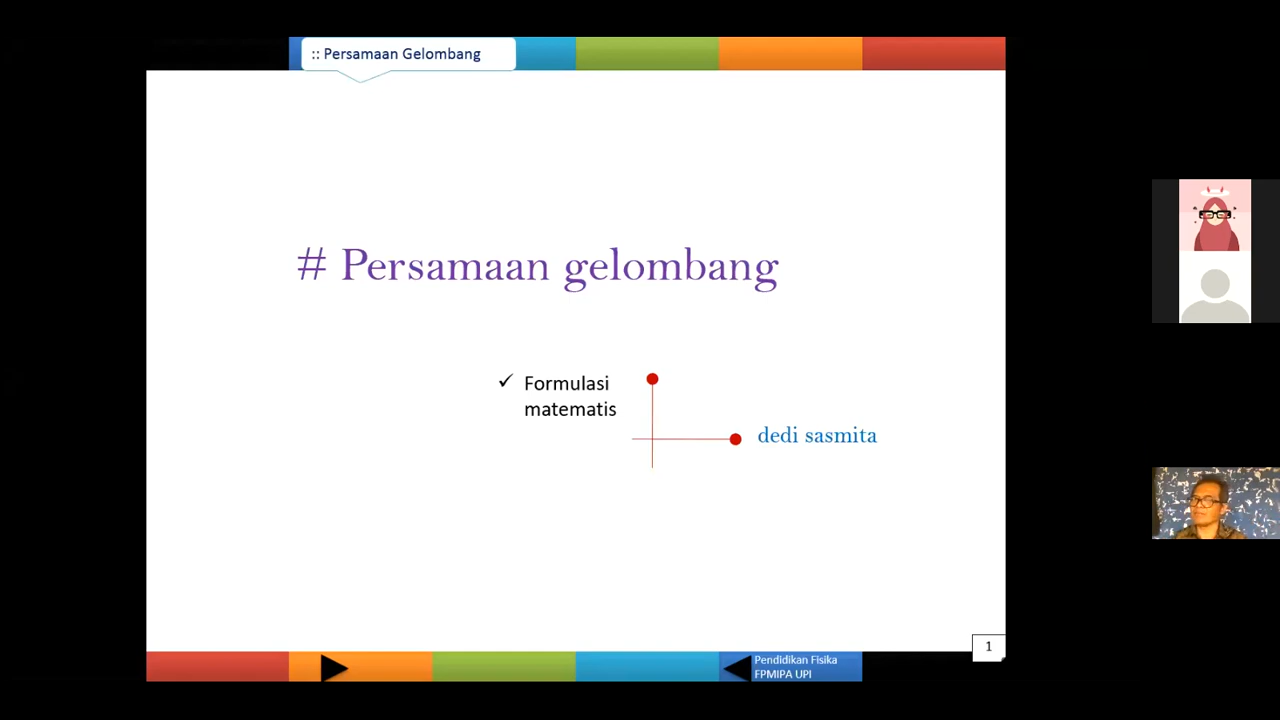 :: Persamaan Gelombang
# Persamaan gelombang
✓ Formulasi
matematis
dedi sasmita
1
Pendidikan Fisika
FPMIPA UPI